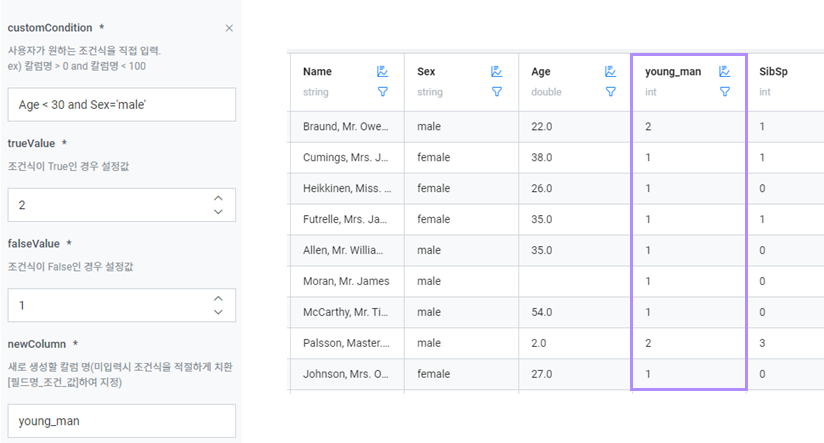 customCondition *
사용자가 원하는 조건식을 직접 입력.
ex) 칼럼명 > 0 and 칼럼명 < 100
Age < 30 and Sex='male'
trueValue *
조건식이 True인 경우 설정값
2
falseValue *
조건식이 False인 경우 설정값
1
newColumn *
새로 생성할 칼럼 명(미입력시 조건식을 적절하게 치환
[필드명_조건_값]하여 지정)
young_man
Name Sex Age young_man SibSp
string string double int int
Braund, Mr. Owe... male 22.0 2 1
Cumings, Mrs. J... female 38.0 1 1
Heikkinen, Miss. ... female 26.0 1 0
Futrelle, Mrs. Ja... female 35.0 1 1
Allen, Mr. Willia... male 35.0 1 0
Moran, Mr. James male 1 0
McCarthy, Mr. Ti... male 54.0 1 0
Palsson, Master.... male 2.0 2 3
Johnson, Mrs. O... female 27.0 1 0